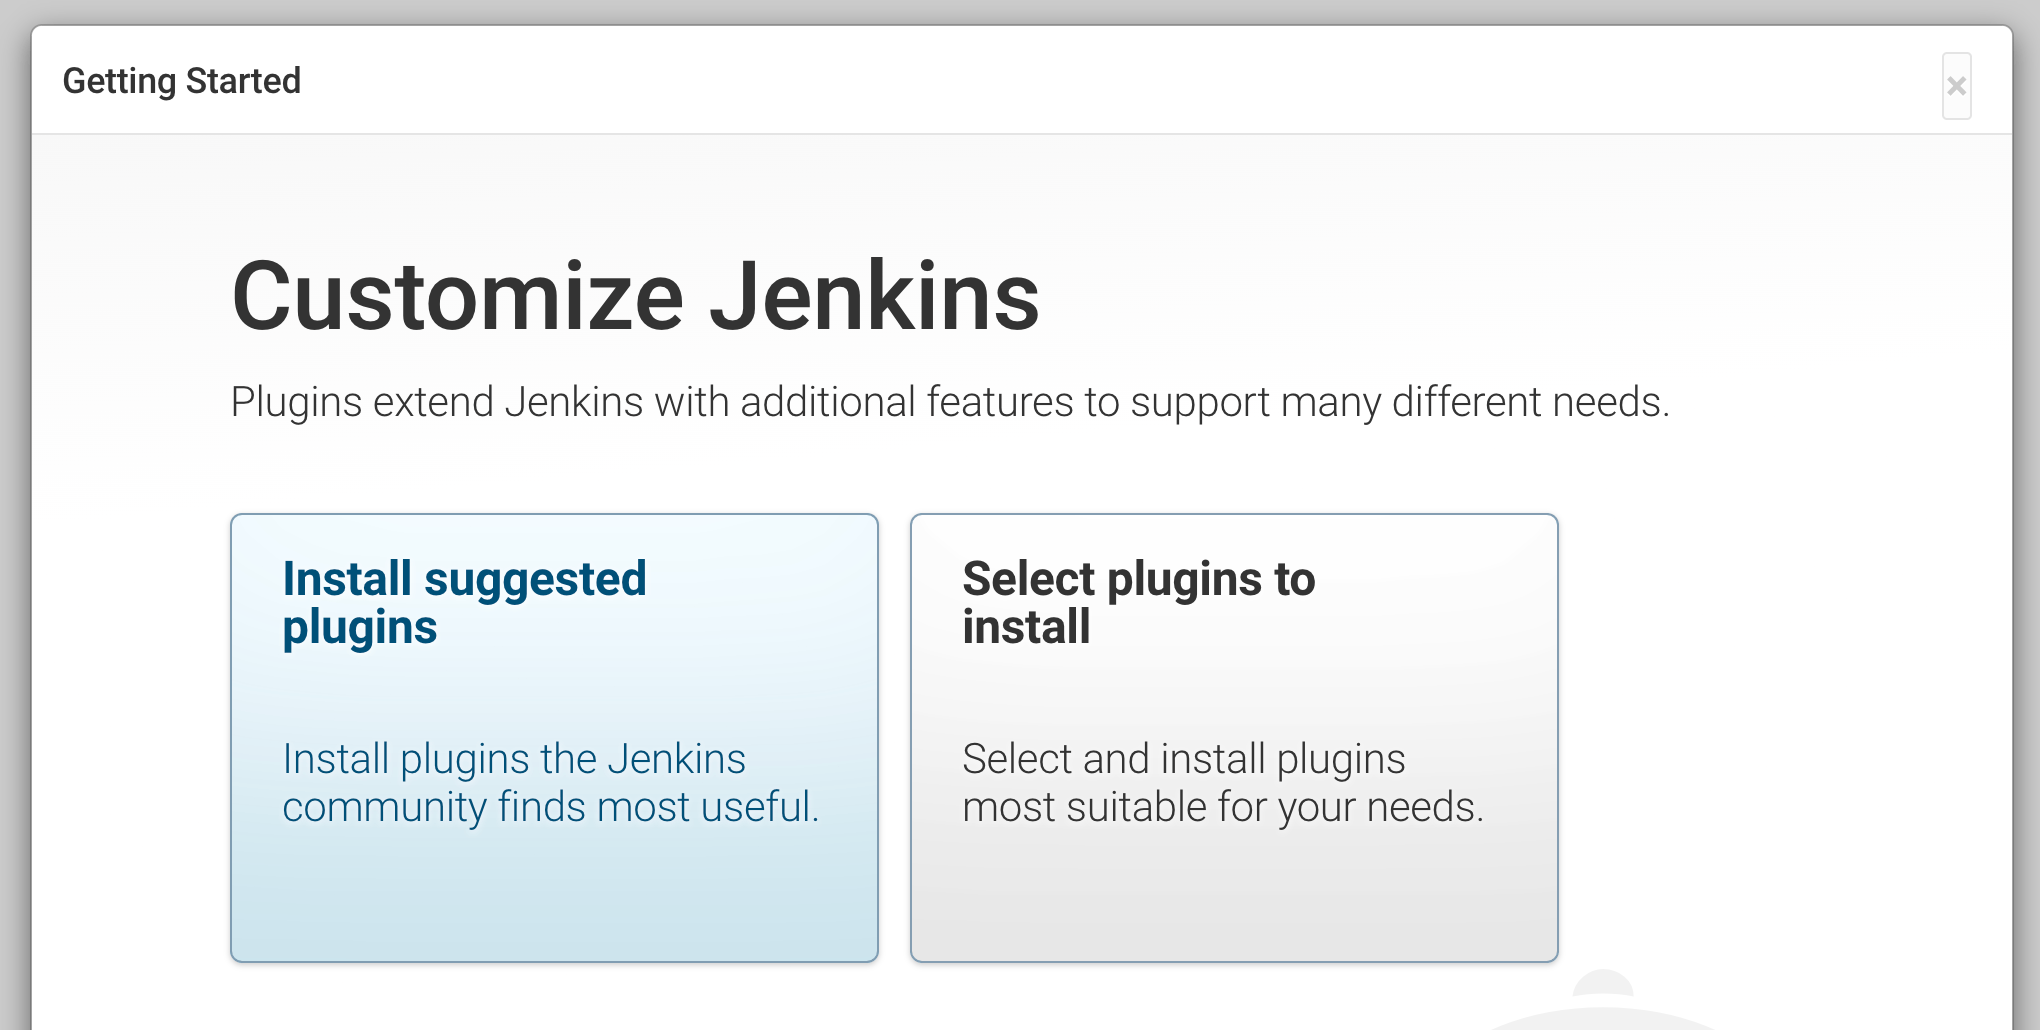 Getting Started
×
Customize Jenkins
Plugins extend Jenkins with additional features to support many different needs.
Install suggested
plugins
Install plugins the Jenkins
community finds most useful.
Select plugins to
install
Select and install plugins
most suitable for your needs.